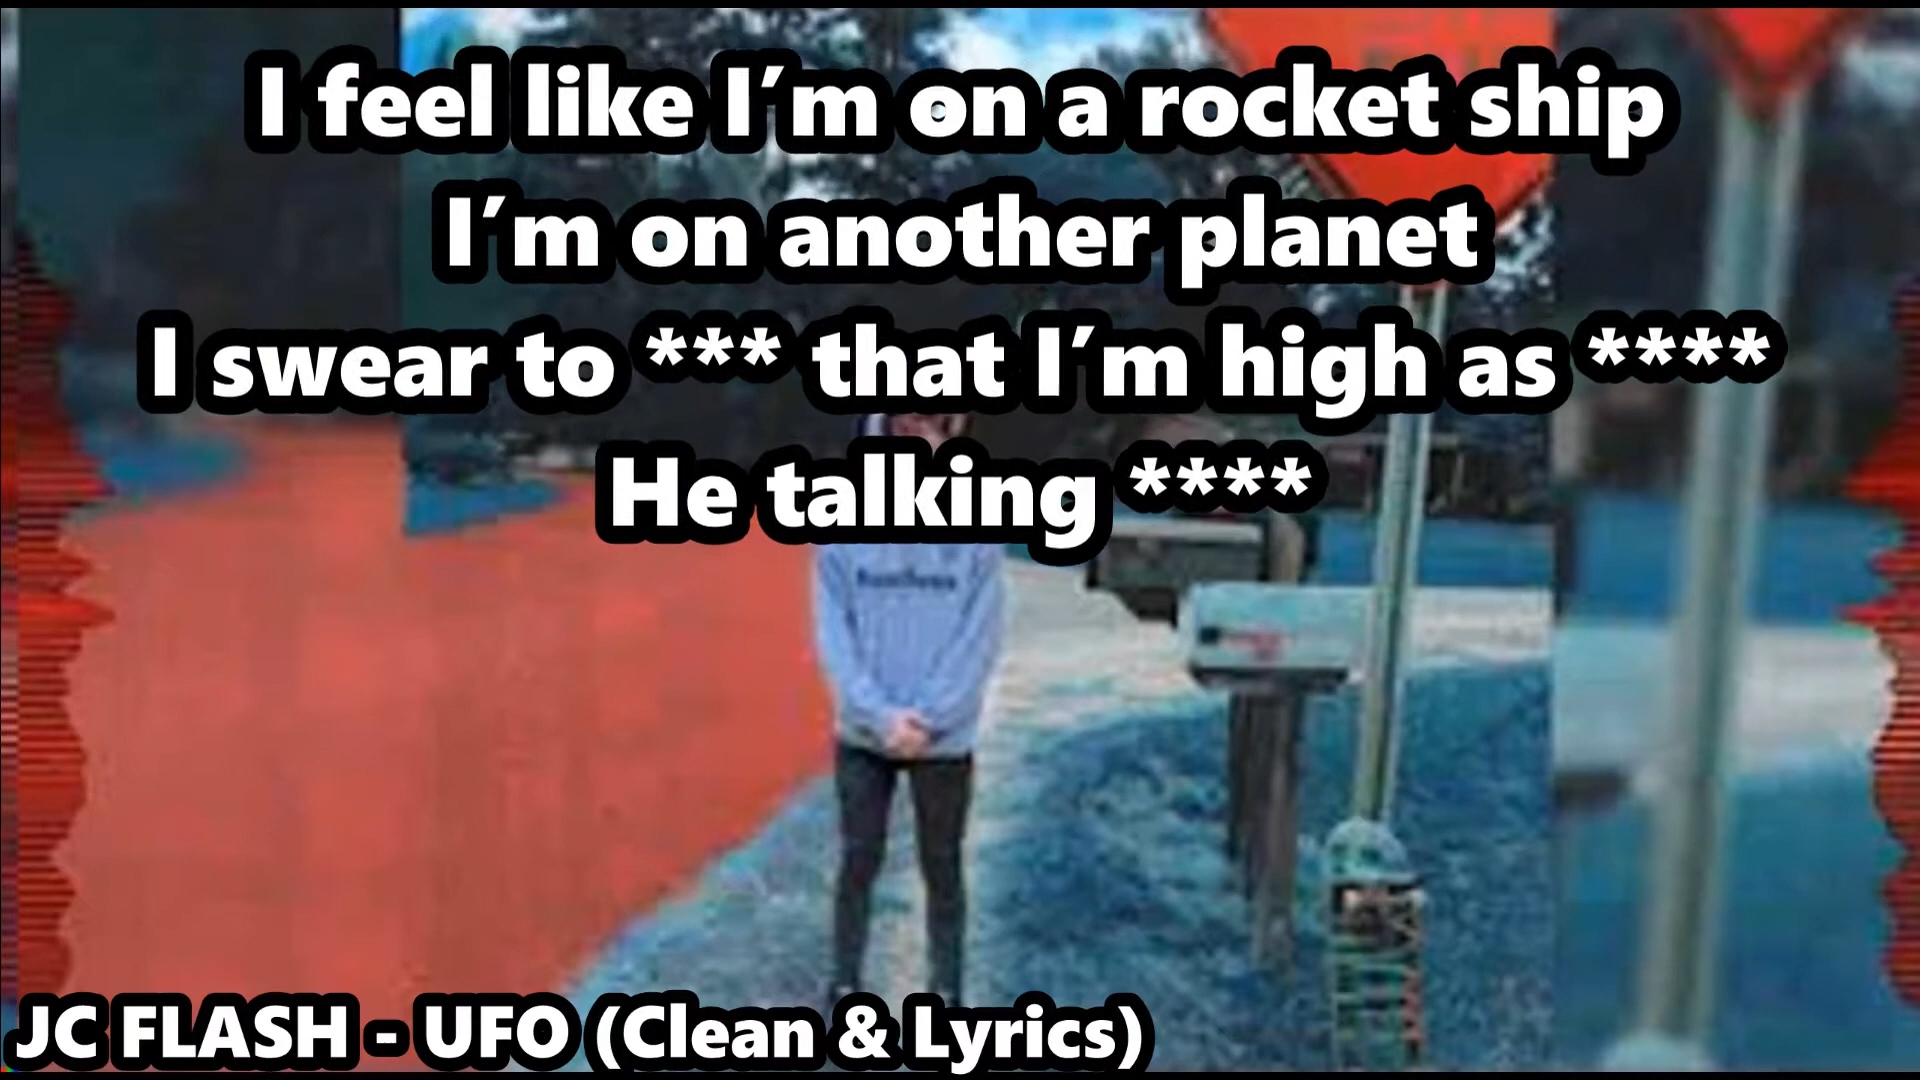 I feel like I'm on a rocket ship
I'm on another planet
I swear to *** that I'm high as ****
He talking ****
JC FLASH - UFO (Clean & Lyrics)